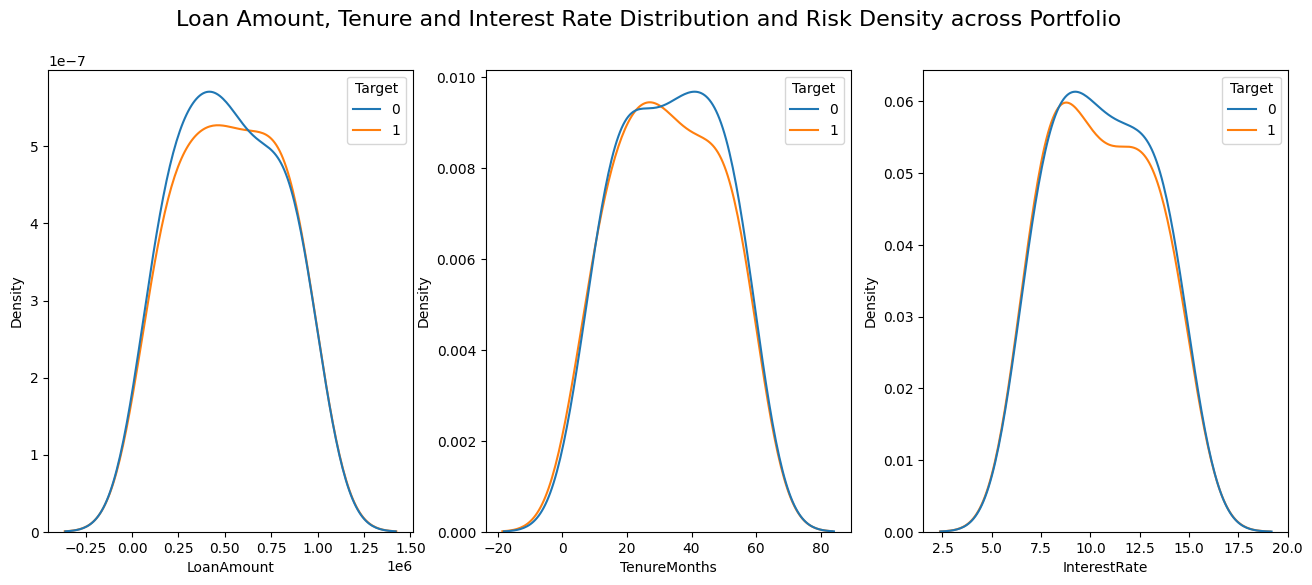 Loan Amount, Tenure and Interest Rate Distribution and Risk Density across Portfolio
1e−7
Density
5
4
3
2
1
0
−0.25 0.00 0.25 0.50 0.75 1.00 1.25 1.50
1e6
LoanAmount
Target
0
1
Density
0.010
0.008
0.006
0.004
0.002
0.000
−20 0 20 40 60 80
TenureMonths
Target
0
1
Density
0.06
0.05
0.04
0.03
0.02
0.01
0.00
2.5 5.0 7.5 10.0 12.5 15.0 17.5 20.0
InterestRate
Target
0
1